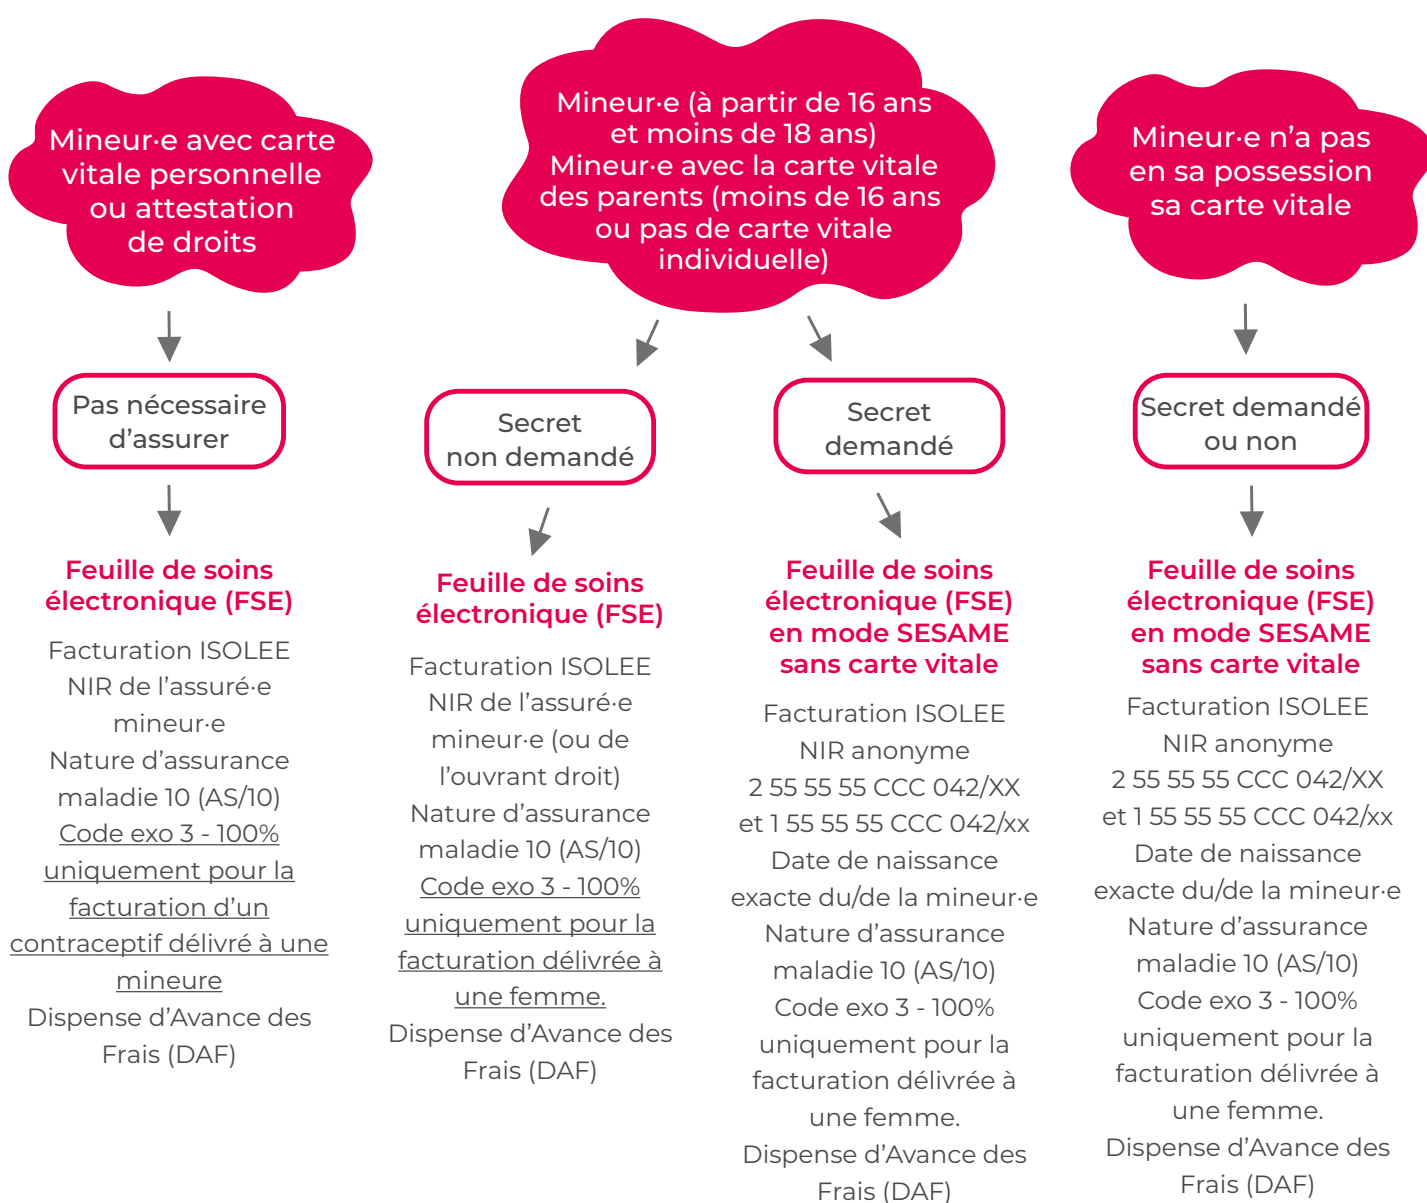 Mineur·e avec carte
vitale personnelle
ou attestation
de droits
Pas nécessaire
d'assurer
Feuille de soins
électronique (FSE)
Facturation ISOLEE
NIR de l'assuré·e
mineur·e
Nature d'assurance
maladie 10 (AS/10)
Code exo 3 - 100%
uniquement pour la
facturation d'un
contraceptif délivré à une
mineure
Dispense d'Avance des
Frais (DAF)
Mineur·e (à partir de 16 ans
et moins de 18 ans)
Mineur·e avec la carte vitale
des parents (moins de 16 ans
ou pas de carte vitale
individuelle)
Secret
non demandé
Feuille de soins
électronique (FSE)
Facturation ISOLEE
NIR de l'assuré·e
mineur·e (ou de
l'ouvrant droit)
Nature d'assurance
maladie 10 (AS/10)
Code exo 3 - 100%
uniquement pour la
facturation délivrée à
une femme.
Dispense d'Avance des
Frais (DAF)
Secret
demandé
Feuille de soins
électronique (FSE)
en mode SESAME
sans carte vitale
Facturation ISOLEE
NIR anonyme
2 55 55 55 CCC 042/XX
et 1 55 55 55 CCC 042/xx
Date de naissance
exacte du/de la mineur·e
Nature d'assurance
maladie 10 (AS/10)
Code exo 3 - 100%
uniquement pour la
facturation délivrée à
une femme.
Dispense d'Avance des
Frais (DAF)
Mineur·e n'a pas
en sa possession
sa carte vitale
Secret demandé
ou non
Feuille de soins
électronique (FSE)
en mode SESAME
sans carte vitale
Facturation ISOLEE
NIR anonyme
2 55 55 55 CCC 042/XX
et 1 55 55 55 CCC 042/xx
Date de naissance
exacte du/de la mineur·e
Nature d'assurance
maladie 10 (AS/10)
Code exo 3 - 100%
uniquement pour la
facturation délivrée à
une femme.
Dispense d'Avance des
Frais (DAF)